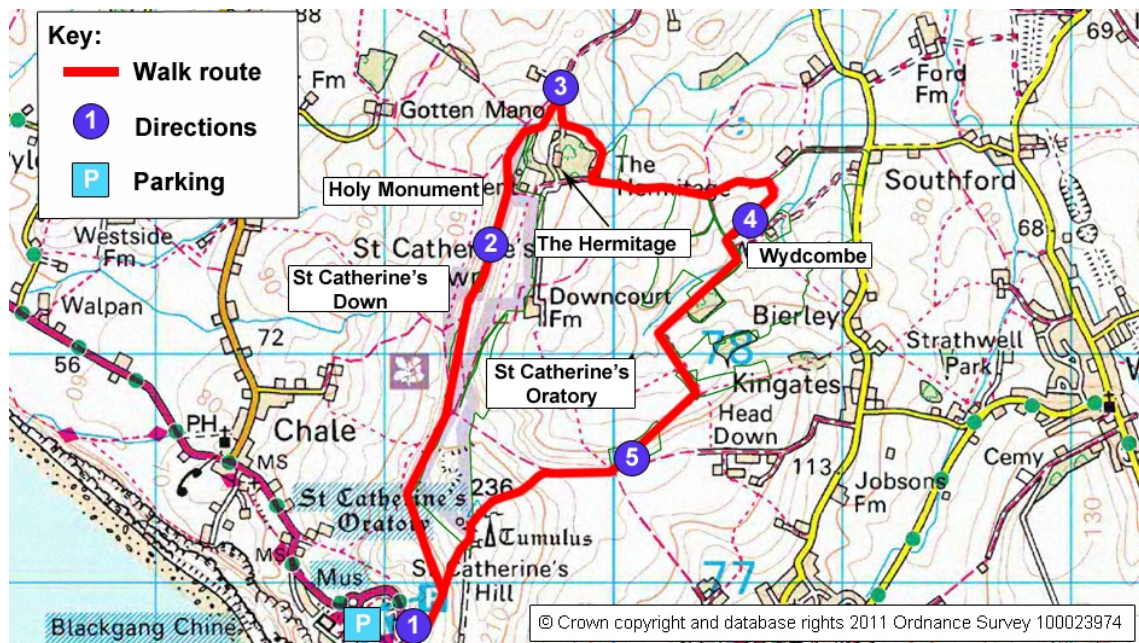 Key:
Walk route
1 Directions
P Parking
88
69
Fm
Ford
Fm
3
Gotten Mano
The
Hermitage
Holy Monument
Southford
4
Westside
Fm
2
St Catherine's
The Hermitage
Wydcombe
68
St Catherine's
Down
Downcourt
Fm
Walpan
Bierley
72
56
78
Strathwell
Park
St Catherine's
Oratory
Kingates
PH
Chale
Head
Down
MS
5
113
Cemy
236
Jobsons
Fm
St Catherine's
Oratory
130
Tumulus
MS
St Catherine's
Hill
77
Mus
P
P
1
Blackgang Chine
© Crown copyright and database rights 2011 Ordnance Survey 100023974